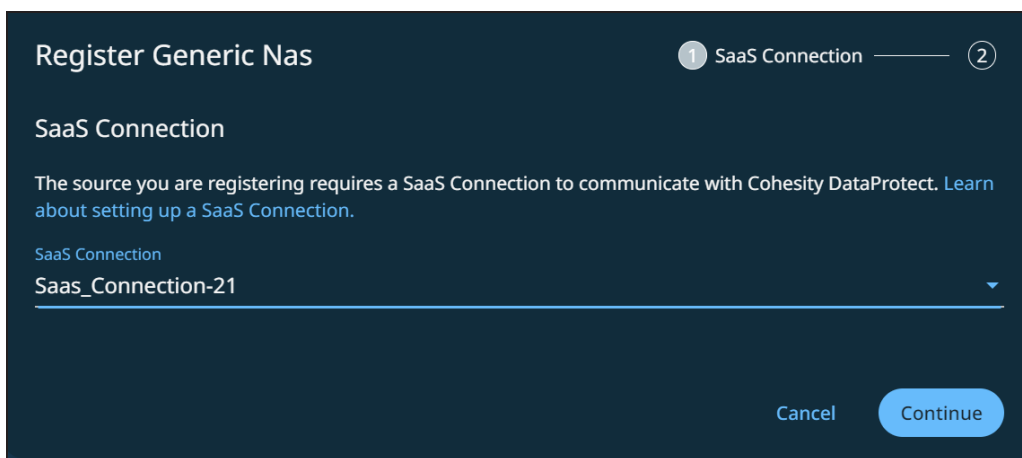 Register Generic Nas
1 SaaS Connection 2
SaaS Connection
The source you are registering requires a SaaS Connection to communicate with Cohesity DataProtect. Learn
about setting up a SaaS Connection.
SaaS Connection
Saas_Connection-21
Cancel Continue